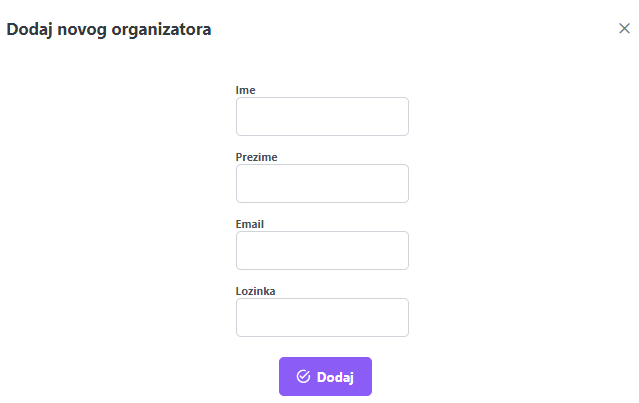 Dodaj novog organizatora
Ime
Prezime
Email
Lozinka
Dodaj